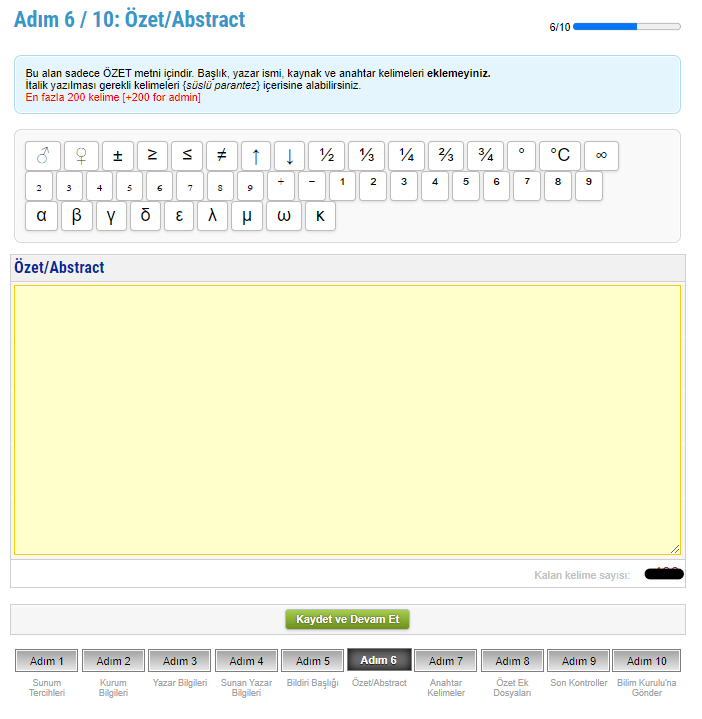 Adım 6 / 10: Özet/Abstract
6/10
Bu alan sadece ÖZET metni içindir. Başlık, yazar ismi, kaynak ve anahtar kelimeleri eklemeyiniz.
İtalik yazılması gerekli kelimeleri {süslü parantez} içerisine alabilirsiniz.
En fazla 200 kelime [+200 for admin]
♂ ♀ ± ≥ ≤ ≠ ↑ ↓ ½ ⅓ ¼ ⅔ ¾ ° °C ∞
₂ ₃ ₄ ₅ ₆ ₇ ₈ ₉ ⁺ ⁻ ¹ ² ³ ⁴ ⁵ ⁶ ⁷ ⁸ ⁹
α β γ δ ε λ μ ω κ
Özet/Abstract
Kalan kelime sayısı:
Kaydet ve Devam Et
Adım 1 Adım 2 Adım 3 Adım 4 Adım 5 Adım 6 Adım 7 Adım 8 Adım 9 Adım 10
Sunum Kurum Yazar Bilgileri Sunan Yazar Bildiri Başlığı Özet/Abstract Anahtar Özet Ek Son Kontroller Bilim Kurulu'na
Tercihleri Bilgileri Bilgileri Kelimeler Dosyaları Gönder